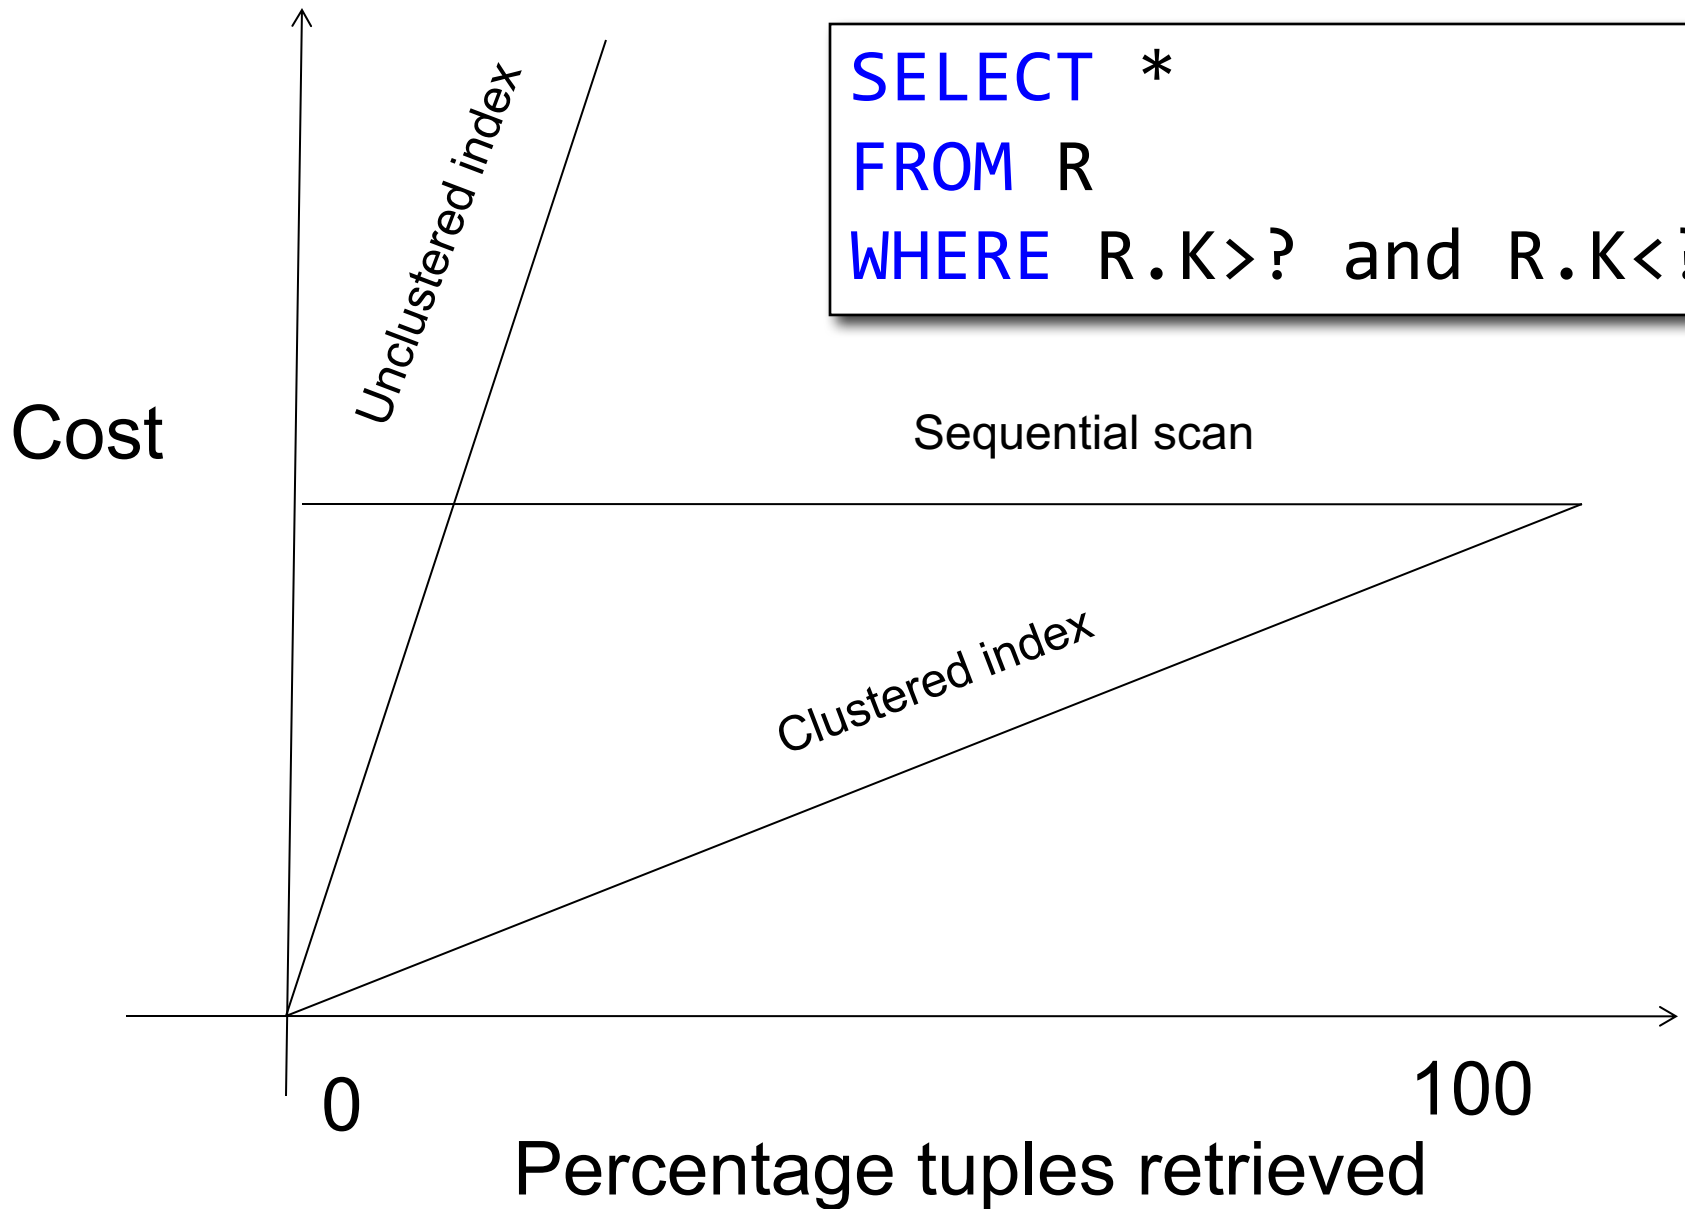 SELECT *
FROM R
WHERE R.K>? and R.K<?
Unclustered index
Cost
Sequential scan
Clustered index
0
100
Percentage tuples retrieved